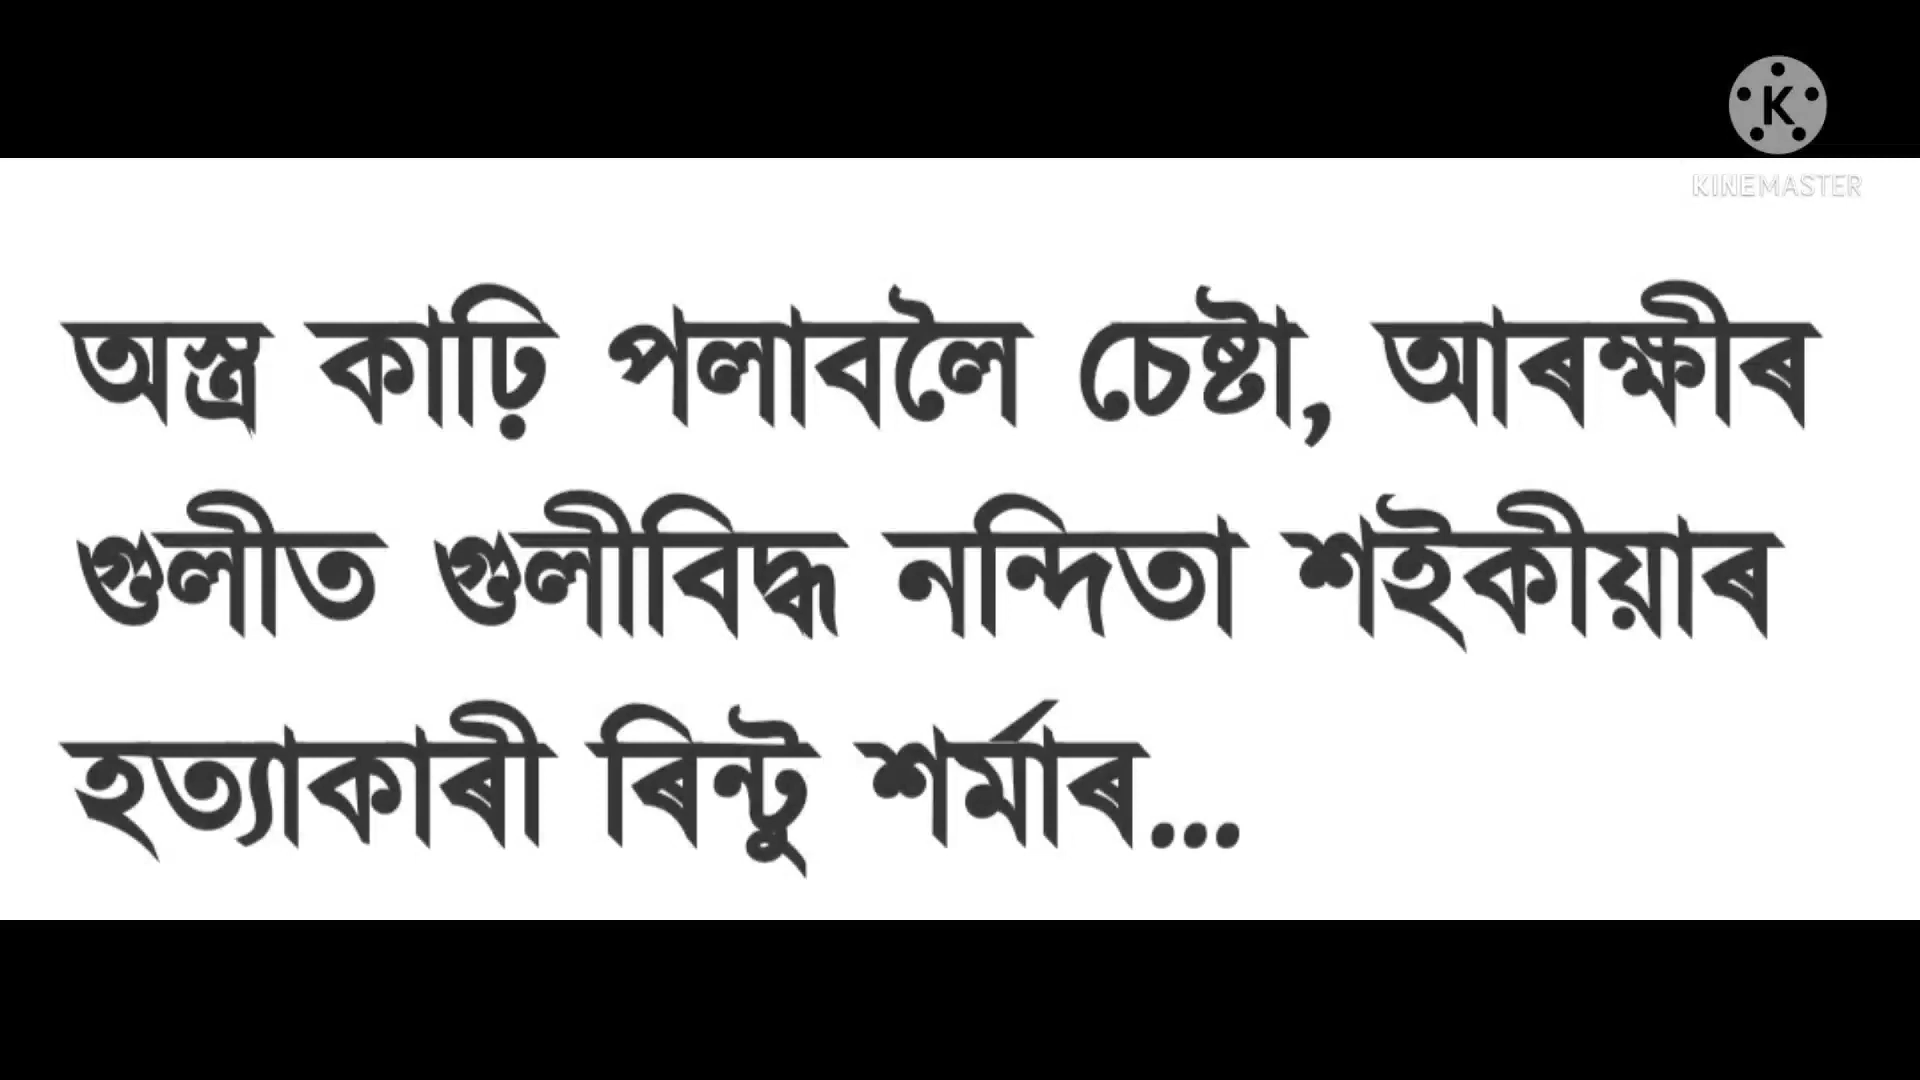 KINEMASTER
অস্ত্ৰ কাঢ়ি পলাবলৈ চেষ্টা, আৰক্ষীৰ
গুলীত গুলীবিদ্ধ নন্দিতা শইকীয়াৰ
হত্যাকাৰী ৰিন্টু শৰ্মাৰ...